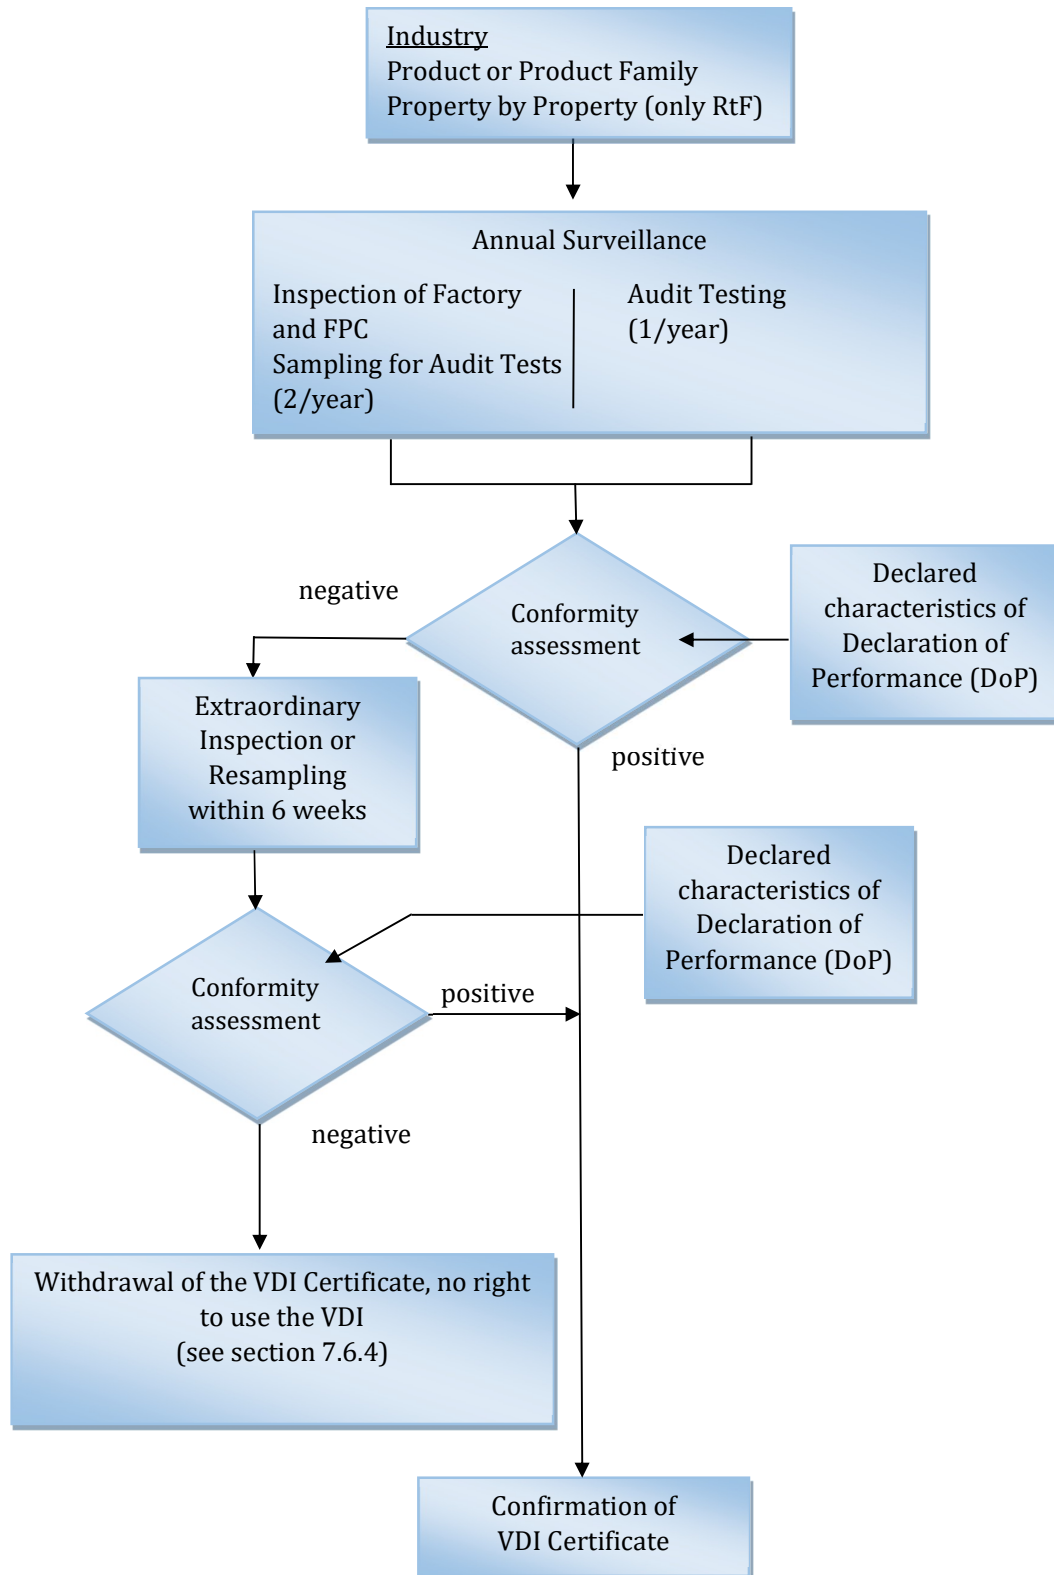 Industry
Product or Product Family
Property by Property (only RtF)
Annual Surveillance
Inspection of Factory
and FPC
Sampling for Audit Tests
(2/year)
Audit Testing
(1/year)
negative
Conformity
assessment
Declared
characteristics of
Declaration of
Performance (DoP)
Extraordinary
Inspection or
Resampling
within 6 weeks
positive
Declared
characteristics of
Declaration of
Performance (DoP)
Conformity
assessment
positive
negative
Withdrawal of the VDI Certificate, no right
to use the VDI
(see section 7.6.4)
Confirmation of
VDI Certificate